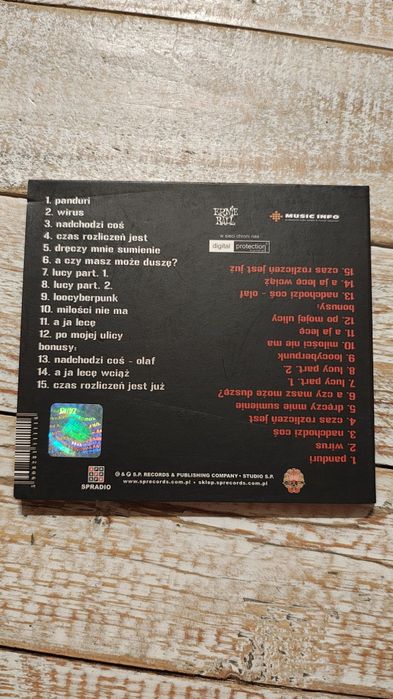 1. panduri
2. wirus
3. nadchodzi coś
4. czas rozliczeń jest
5. dręczy mnie sumienie
6. a czy masz może duszę?
7. lucy part. 1.
8. lucy part. 2.
9. loocyberpunk
10. miłości nie ma
11. a ja lecę
12. po mojej ulicy
bonusy:
13. nadchodzi coś - olaf
14. a ja lecę wciąż
15. czas rozliczeń jest już
ERNIE BALL
MUSIC INFO
w sieci chroni nas
digital protection
1. panduri
2. wirus
3. nadchodzi coś
4. czas rozliczeń jest
5. dręczy mnie sumienie
6. a czy masz może duszę?
7. lucy part. 1.
8. lucy part. 2.
9. loocyberpunk
10. miłości nie ma
11. a ja lecę
12. po mojej ulicy
bonusy:
13. nadchodzi coś - olaf
14. a ja lecę wciąż
15. czas rozliczeń jest już
SPRADIO
© & ℗ S.P. RECORDS & PUBLISHING COMPANY • STUDIO S.P.
www.sprecords.com.pl • sklep.sprecords.com.pl